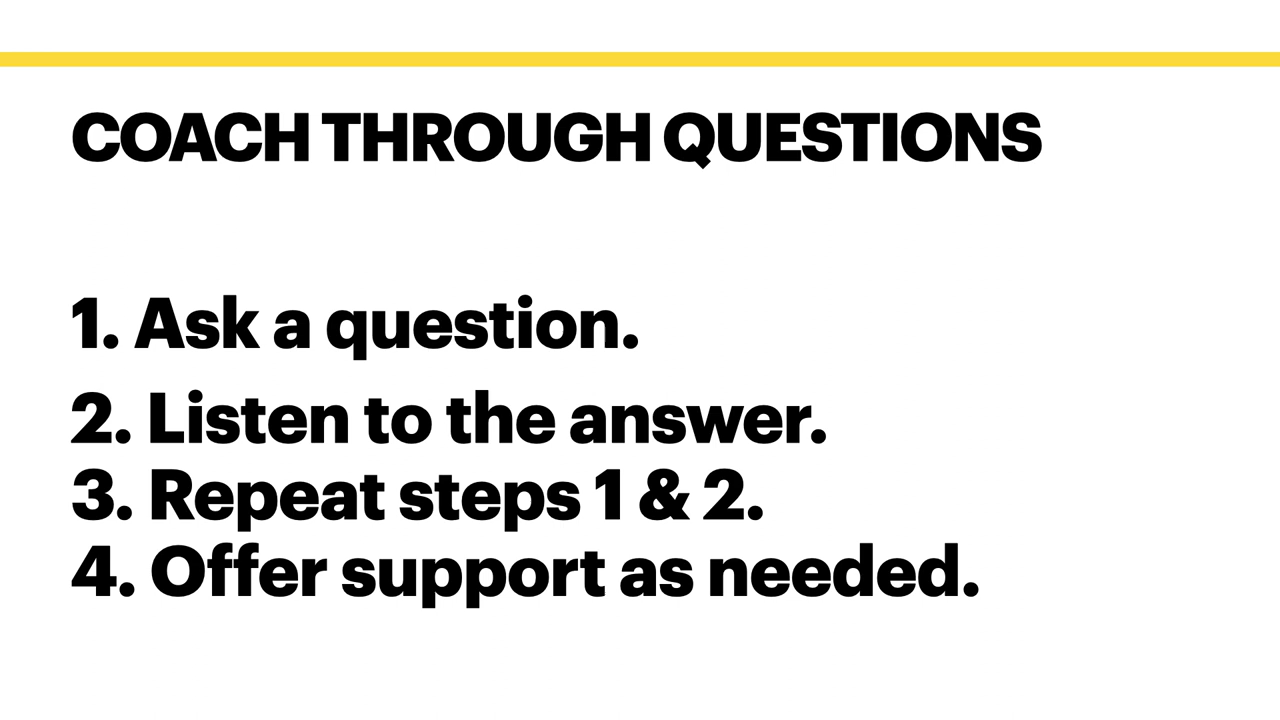 COACH THROUGH QUESTIONS
1. Ask a question.
2. Listen to the answer.
3. Repeat steps 1 & 2.
4. Offer support as needed.